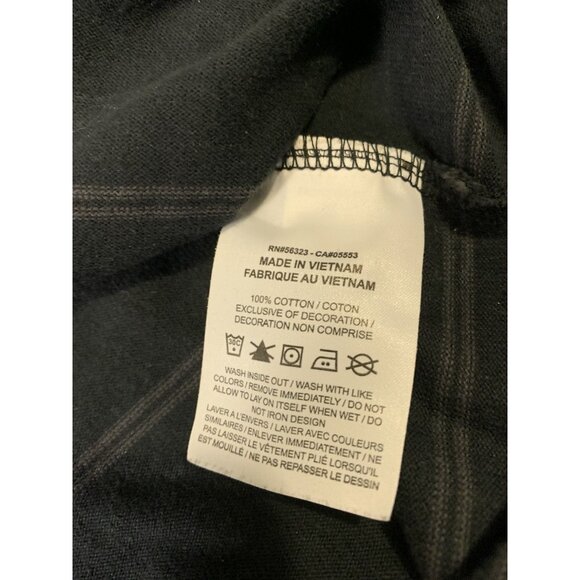 RN#56323 - CA#05553
MADE IN VIETNAM
FABRIQUE AU VIETNAM
100% COTTON / COTON
EXCLUSIVE OF DECORATION /
DECORATION NON COMPRISE
30C
WASH INSIDE OUT / WASH WITH LIKE
COLORS / REMOVE IMMEDIATELY / DO NOT
ALLOW TO LAY ON ITSELF WHEN WET / DO
NOT IRON DESIGN
LAVER A L'ENVERS / LAVER AVEC COULEURS
SIMILAIRES / ENLEVER IMMEDIATEMENT / NE
PAS LAISSER LE VÊTEMENT PLIÉ LORSQU'IL
EST MOUILLÉ / NE PAS REPASSER LE DESSIN